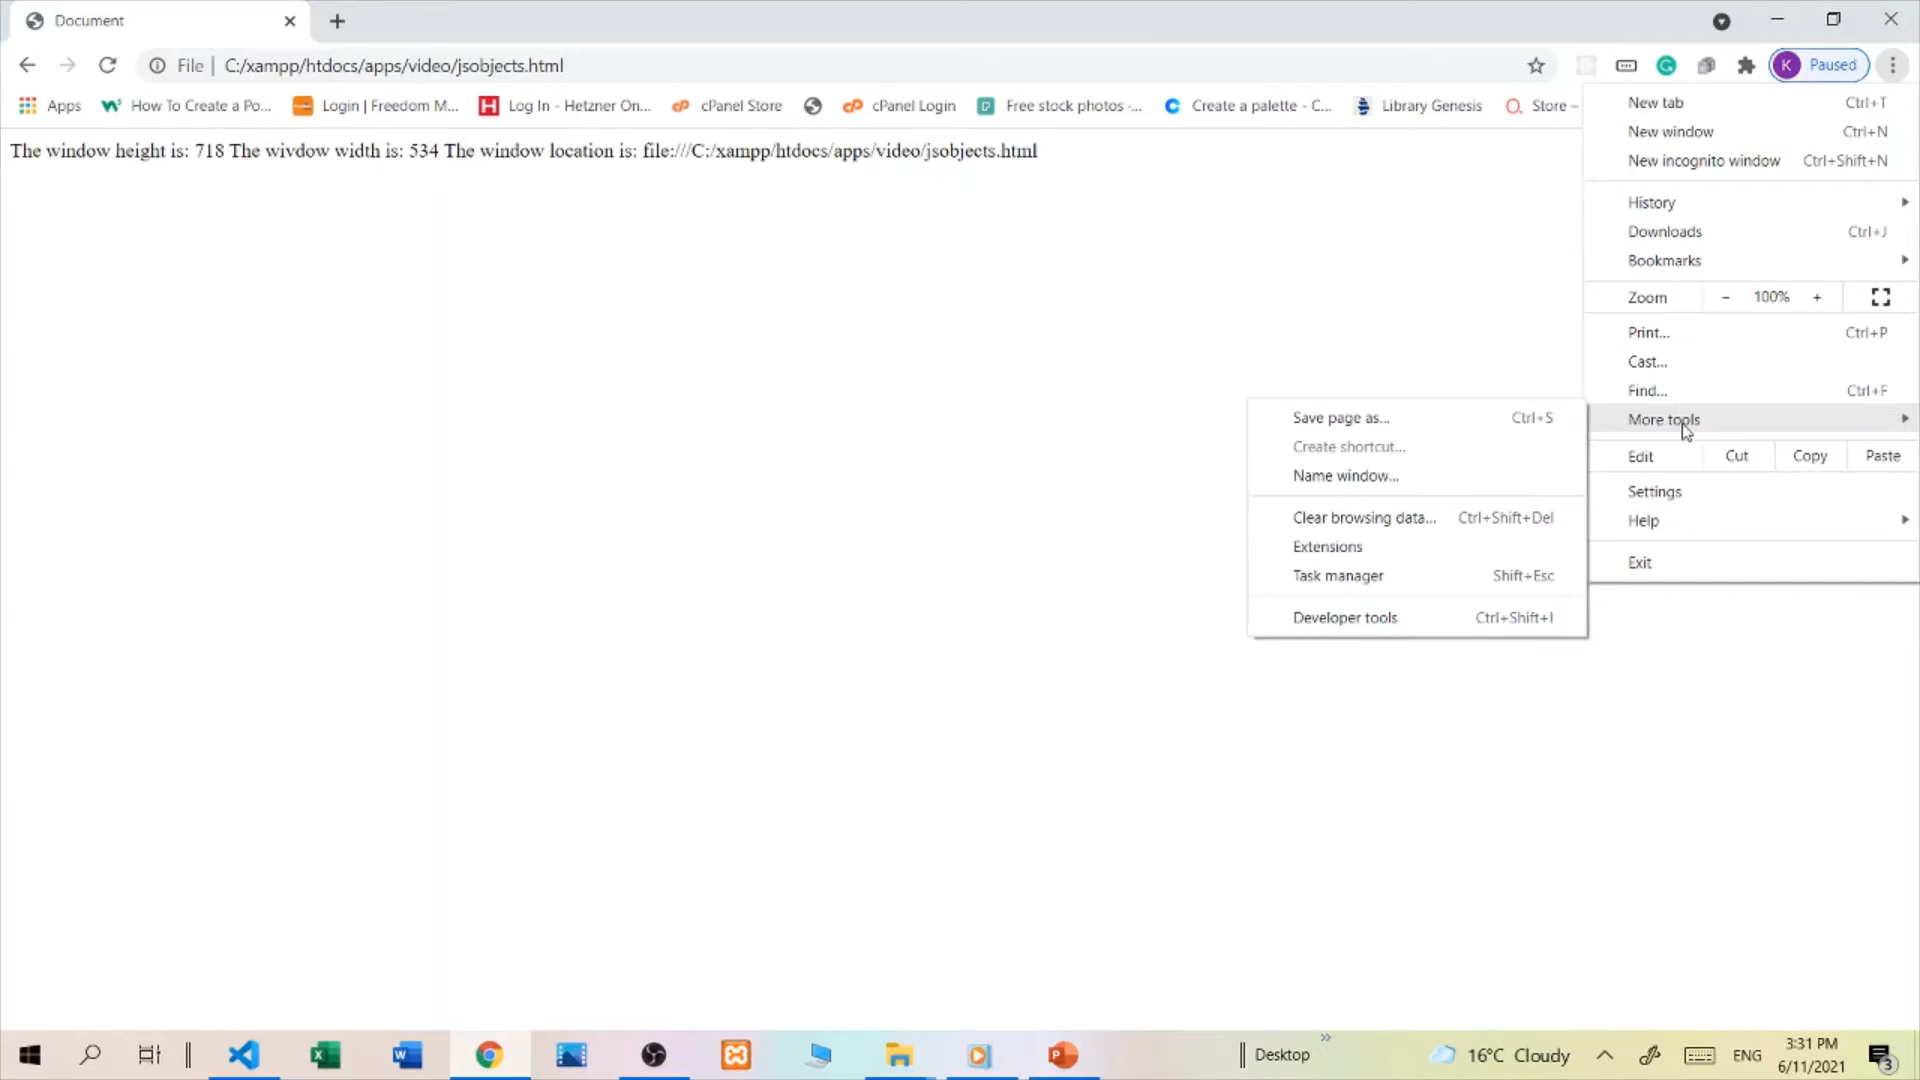 Document
File | C:/xampp/htdocs/apps/video/jsobjects.html
K Paused
Apps How To Create a Po... Login | Freedom M... Log In - Hetzner On... cPanel Store cPanel Login Free stock photos -... Create a palette - C... Library Genesis Store –
The window height is: 718 The wivdow width is: 534 The window location is: file:///C:/xampp/htdocs/apps/video/jsobjects.html
New tab Ctrl+T
New window Ctrl+N
New incognito window Ctrl+Shift+N
History
Downloads Ctrl+J
Bookmarks
Zoom - 100% +
Print... Ctrl+P
Cast...
Find... Ctrl+F
More tools
Edit Cut Copy Paste
Settings
Help
Exit
Save page as... Ctrl+S
Create shortcut...
Name window...
Clear browsing data... Ctrl+Shift+Del
Extensions
Task manager Shift+Esc
Developer tools Ctrl+Shift+I
Desktop
16°C Cloudy
ENG
3:31 PM
6/11/2021
3